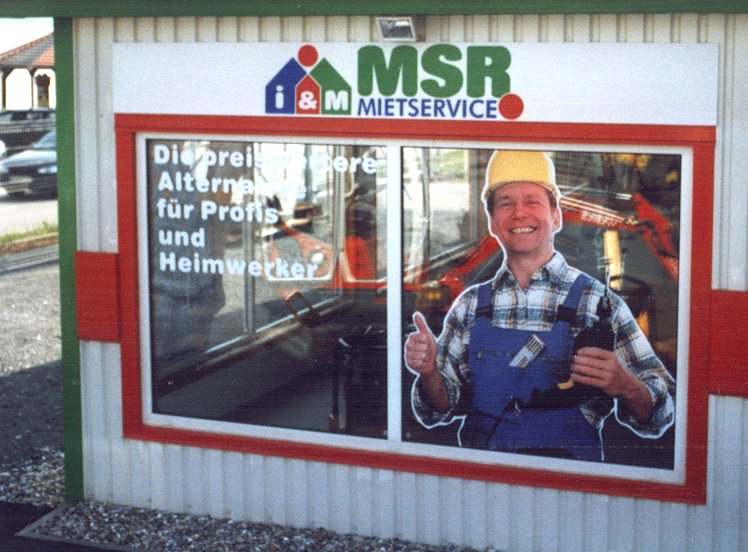 i&M MSR
MIETSERVICE
Die preiswertere
Alternative
für Profis
und
Heimwerker